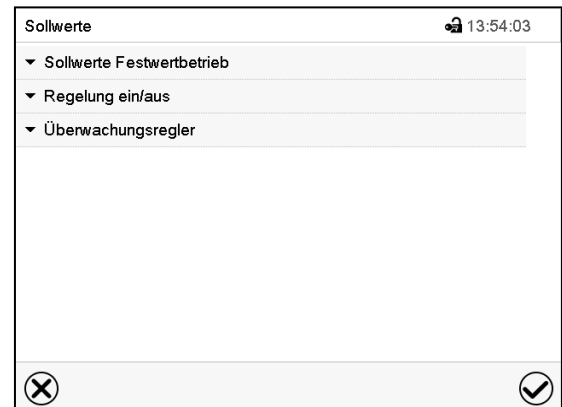 Sollwerte 13:54:03
Sollwerte Festwertbetrieb
Regelung ein/aus
Überwachungsregler